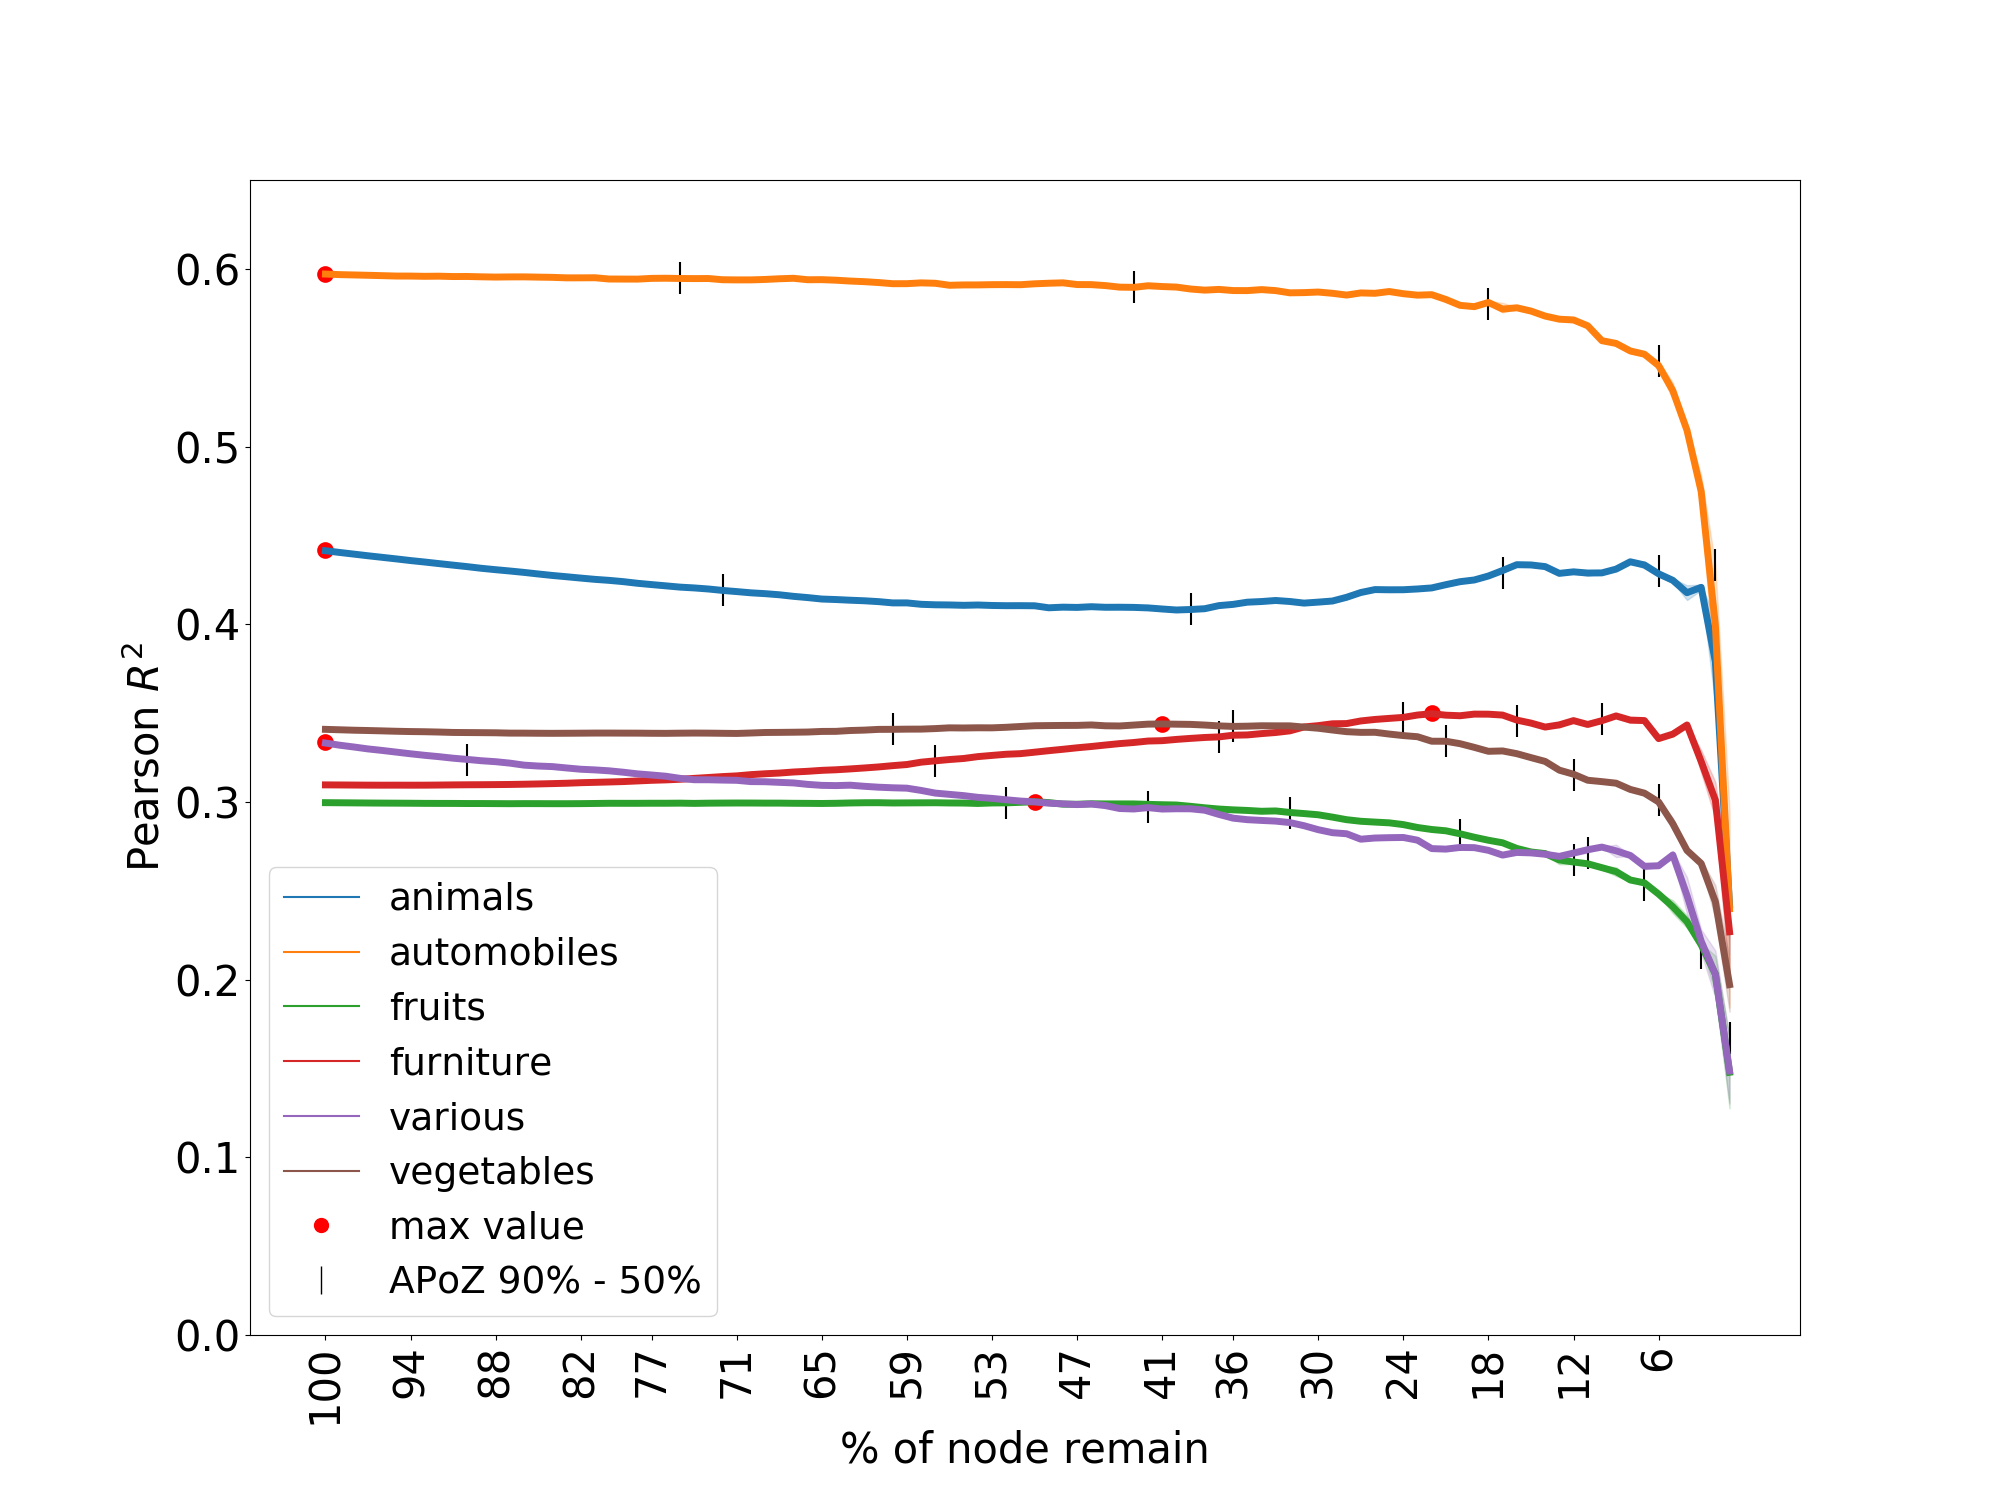 0.6
0.5
0.4
0.3
0.2
0.1
0.0
Pearson R²
animals
automobiles
fruits
furniture
various
vegetables
max value
APoZ 90% - 50%
100 94 88 82 77 71 65 59 53 47 41 36 30 24 18 12 6
% of node remain